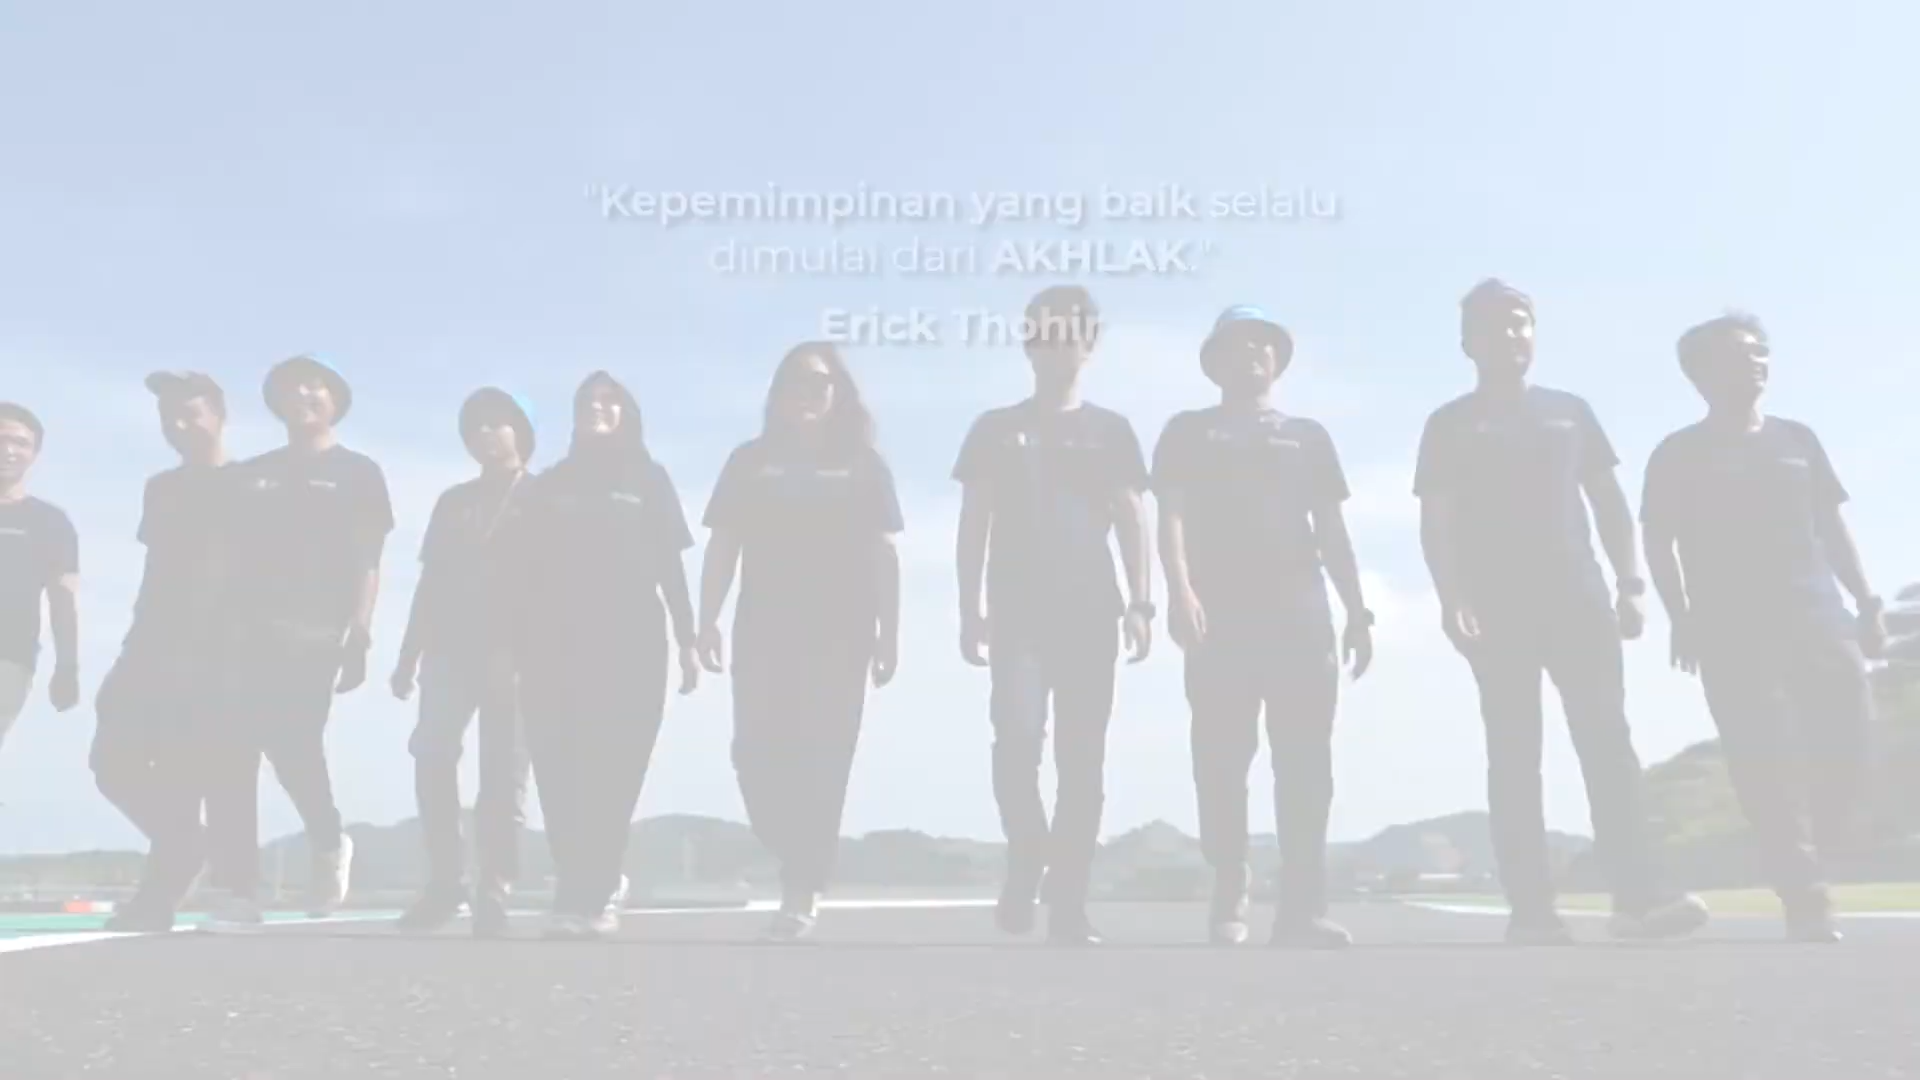 "Kepemimpinan yang baik selalu
dimulai dari AKHLAK."
Erick Thohir